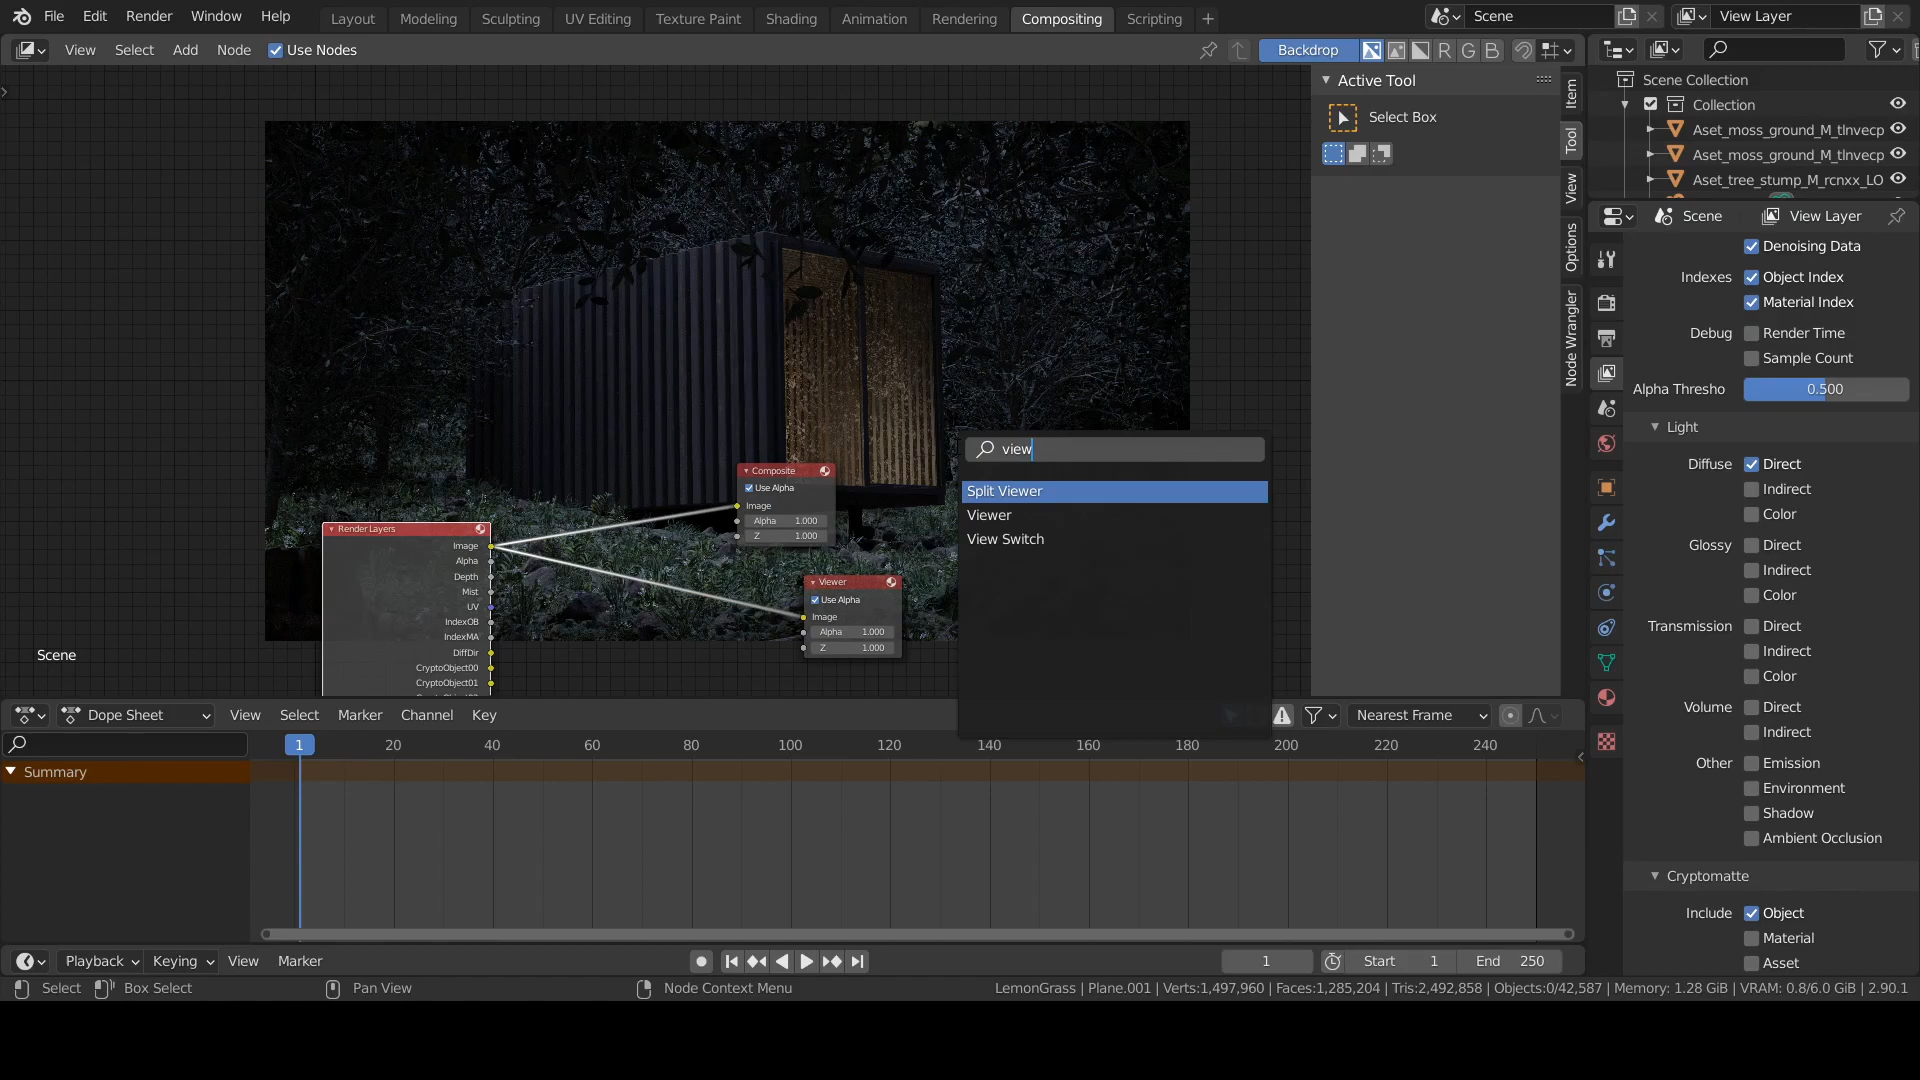 File Edit Render Window Help Layout Modeling Sculpting UV Editing Texture Paint Shading Animation Rendering Compositing Scripting + Scene View Layer
View Select Add Node Use Nodes Backdrop R G B
Active Tool
Select Box
Item
Tool
View
Options
Node Wrangler
Scene Collection
Collection
Aset_moss_ground_M_tlnvecp
Aset_moss_ground_M_tlnvecp
Aset_tree_stump_M_rcnxx_LO
Scene View Layer
Denoising Data
Indexes Object Index
Material Index
Debug Render Time
Sample Count
Alpha Thresho 0.500
Light
Diffuse Direct
Indirect
Color
Glossy Direct
Indirect
Color
Transmission Direct
Indirect
Color
Volume Direct
Indirect
Other Emission
Environment
Shadow
Ambient Occlusion
Cryptomatte
Include Object
Material
Asset
view
Split Viewer
Viewer
View Switch
Composite
Use Alpha
Image
Alpha 1.000
Z 1.000
Render Layers
Image
Alpha
Depth
Mist
UV
IndexOB
IndexMA
DiffDir
CryptoObject00
CryptoObject01
Viewer
Use Alpha
Image
Alpha 1.000
Z 1.000
Scene
Dope Sheet View Select Marker Channel Key Nearest Frame
1 20 40 60 80 100 120 140 160 180 200 220 240
Summary
Playback Keying View Marker 1 Start 1 End 250
Select Box Select Pan View Node Context Menu LemonGrass | Plane.001 | Verts:1,497,960 | Faces:1,285,204 | Tris:2,492,858 | Objects:0/42,587 | Memory: 1.28 GiB | VRAM: 0.8/6.0 GiB | 2.90.1